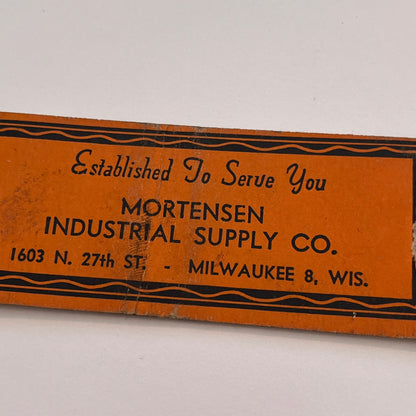 Established To Serve You
MORTENSEN
INDUSTRIAL SUPPLY CO.
1603 N. 27th ST. - MILWAUKEE 8, WIS.